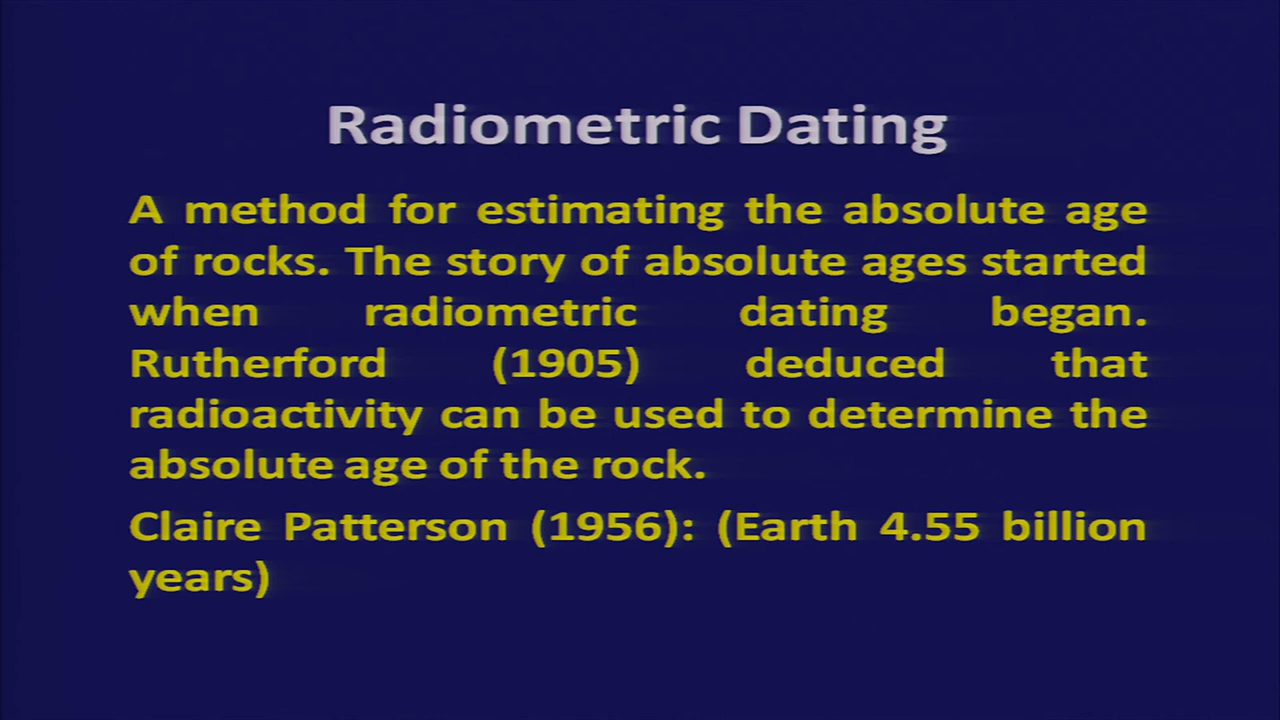 Radiometric Dating
A method for estimating the absolute age
of rocks. The story of absolute ages started
when radiometric dating began.
Rutherford (1905) deduced that
radioactivity can be used to determine the
absolute age of the rock.
Claire Patterson (1956): (Earth 4.55 billion
years)